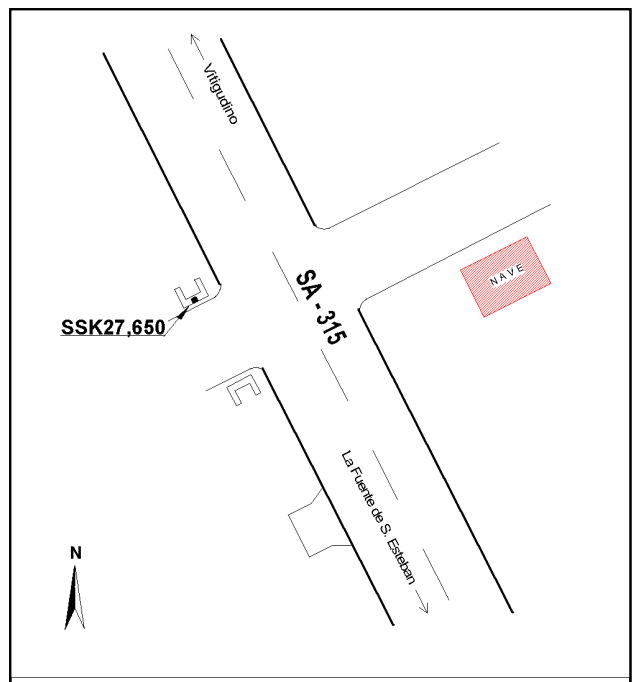 Vitigudino
NAVE
SA - 315
SSK27,650
La Fuente de S. Esteban
N